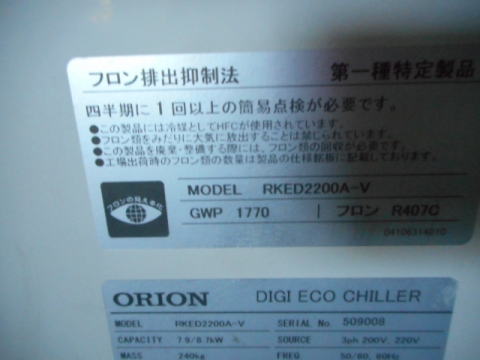 フロン排出抑制法 第一種特定製品
四半期に1回以上の簡易点検が必要です。
●この製品には冷媒としてHFCが使用されています。
●フロン類をみだりに大気に放出することは禁じられています。
●この製品を廃棄・整備する際には、フロン類の回収が必要です。
●工場出荷時のフロン類の数量は製品の仕様銘板に記載しております。
フロンの見える化
MODEL RKED2200A-V
GWP 1770 フロン R407C
04106314010
ORION DIGI ECO CHILLER
MODEL RKED2200A-V SERIAL No. 509008
CAPACITY 7.9/8.7kW SOURCE 3ph 200V, 220V
MASS 240kg FREQ 50/60, 60Hz